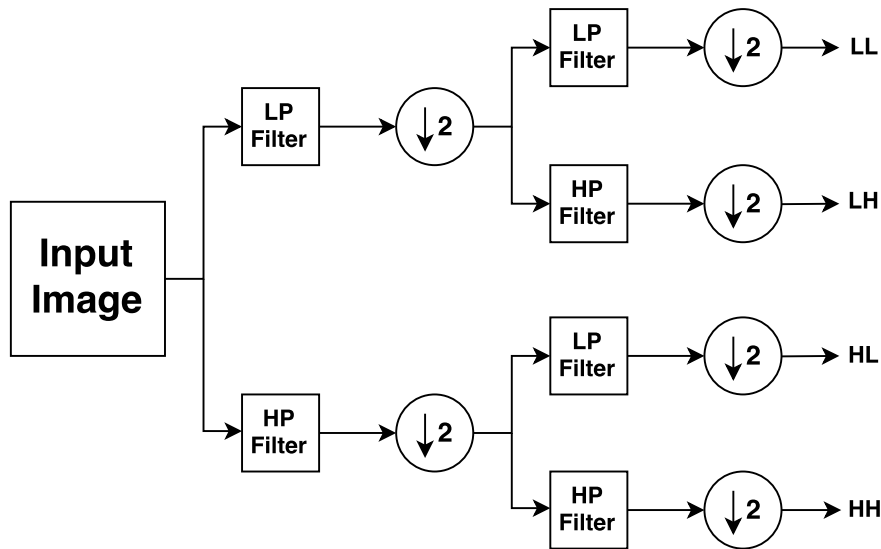 Input
Image
LP
Filter
2
LP
Filter
2
LL
HP
Filter
2
LH
HP
Filter
2
LP
Filter
2
HL
HP
Filter
2
HH